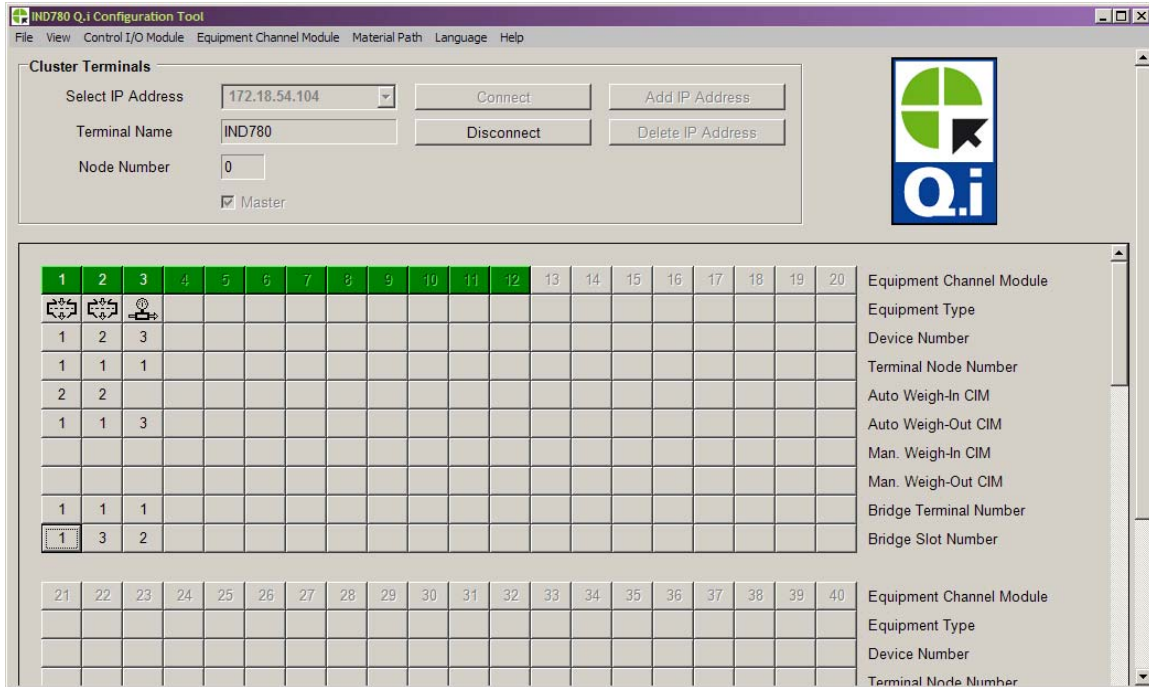 IND780 Q.i Configuration Tool
File View Control I/O Module Equipment Channel Module Material Path Language Help
Cluster Terminals
Select IP Address 172.18.54.104 Connect Add IP Address
Terminal Name IND780 Disconnect Delete IP Address
Node Number 0
Master
Q.i
1 2 3 4 5 6 7 8 9 10 11 12 13 14 15 16 17 18 19 20 Equipment Channel Module
Equipment Type
1 2 3 Device Number
1 1 1 Terminal Node Number
2 2 Auto Weigh-In CIM
1 1 3 Auto Weigh-Out CIM
Man. Weigh-In CIM
Man. Weigh-Out CIM
1 1 1 Bridge Terminal Number
1 3 2 Bridge Slot Number
21 22 23 24 25 26 27 28 29 30 31 32 33 34 35 36 37 38 39 40 Equipment Channel Module
Equipment Type
Device Number
Terminal Node Number